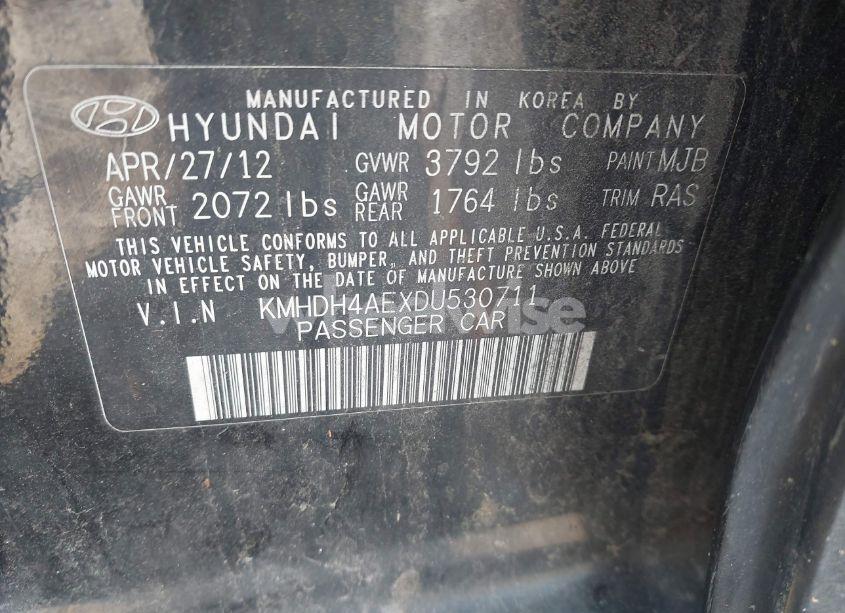 MANUFACTURED IN KOREA BY
HYUNDAI MOTOR COMPANY
APR/27/12 GVWR 3792 lbs PAINT MJB
GAWR FRONT 2072 lbs GAWR REAR 1764 lbs TRIM RAS
THIS VEHICLE CONFORMS TO ALL APPLICABLE U.S.A. FEDERAL
MOTOR VEHICLE SAFETY, BUMPER, AND THEFT PREVENTION STANDARDS
IN EFFECT ON THE DATE OF MANUFACTURE SHOWN ABOVE
V.I.N KMHDH4AEXDU530711
PASSENGER CAR